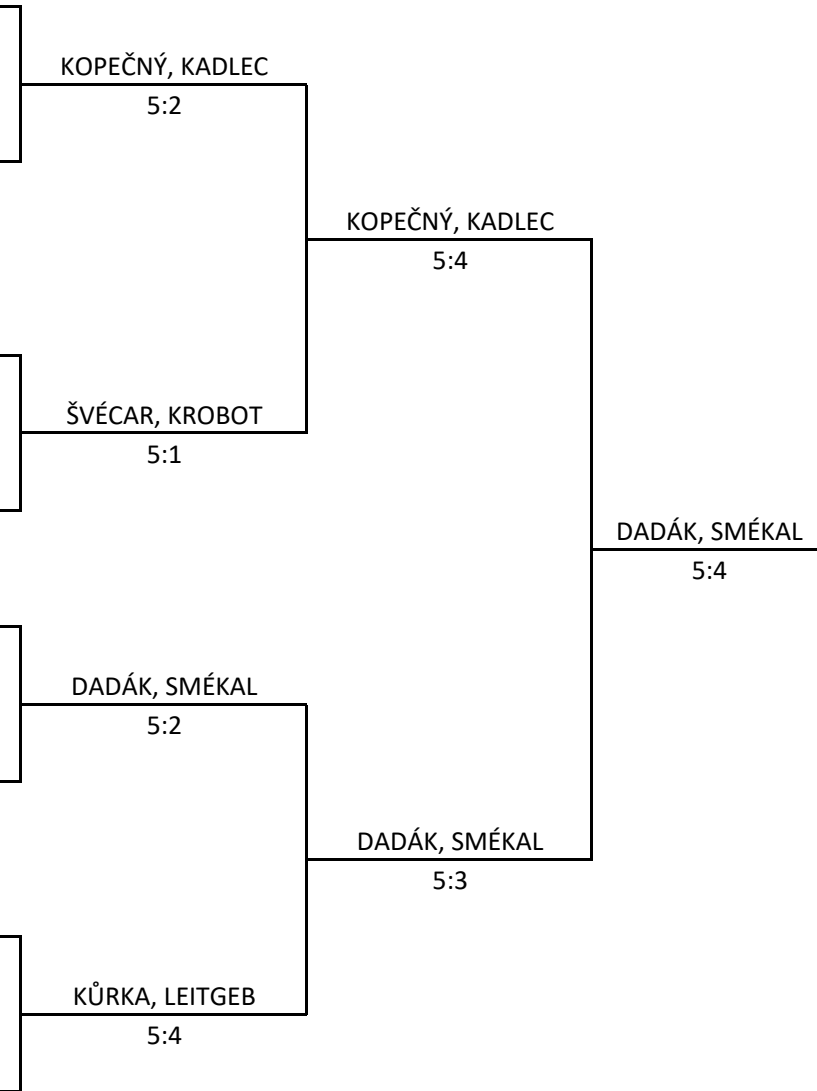 KOPEČNÝ, KADLEC
5:2
KOPEČNÝ, KADLEC
5:4
ŠVÉCAR, KROBOT
5:1
DADÁK, SMÉKAL
5:4
DADÁK, SMÉKAL
5:2
DADÁK, SMÉKAL
5:3
KŮRKA, LEITGEB
5:4